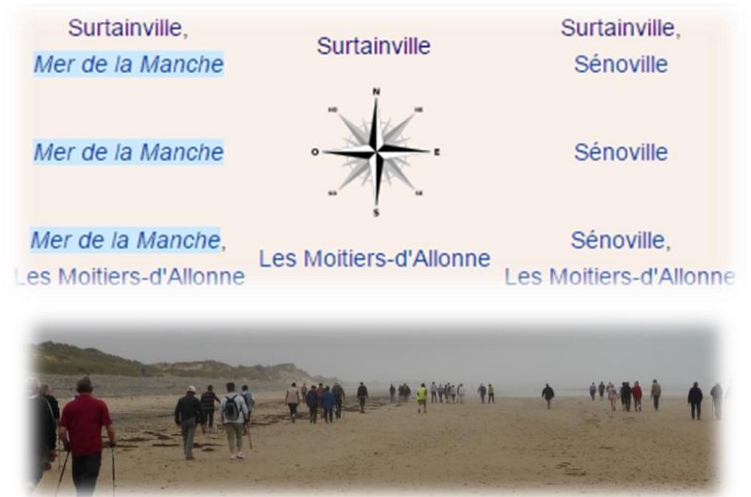 Surtainville,
Mer de la Manche
Surtainville
Surtainville,
Sénoville
N
O
E
S
Mer de la Manche
Sénoville
Mer de la Manche,
Les Moitiers-d'Allonne
Les Moitiers-d'Allonne
Sénoville,
Les Moitiers-d'Allonne